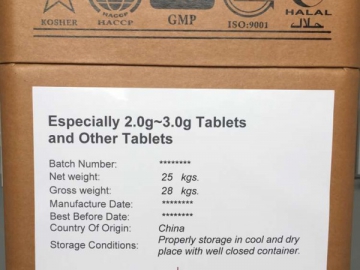 KOSHER
HACCP
HACCP
GMP
ISO:9001
حلال
HALAL
Especially 2.0g~3.0g Tablets
and Other Tablets
Batch Number: ********
Net weight: 25 kgs.
Gross weight: 28 kgs.
Manufacture Date: ********
Best Before Date: ********
Country Of Origin: China
Storage Conditions: Properly storage in cool and dry
place with well closed container.